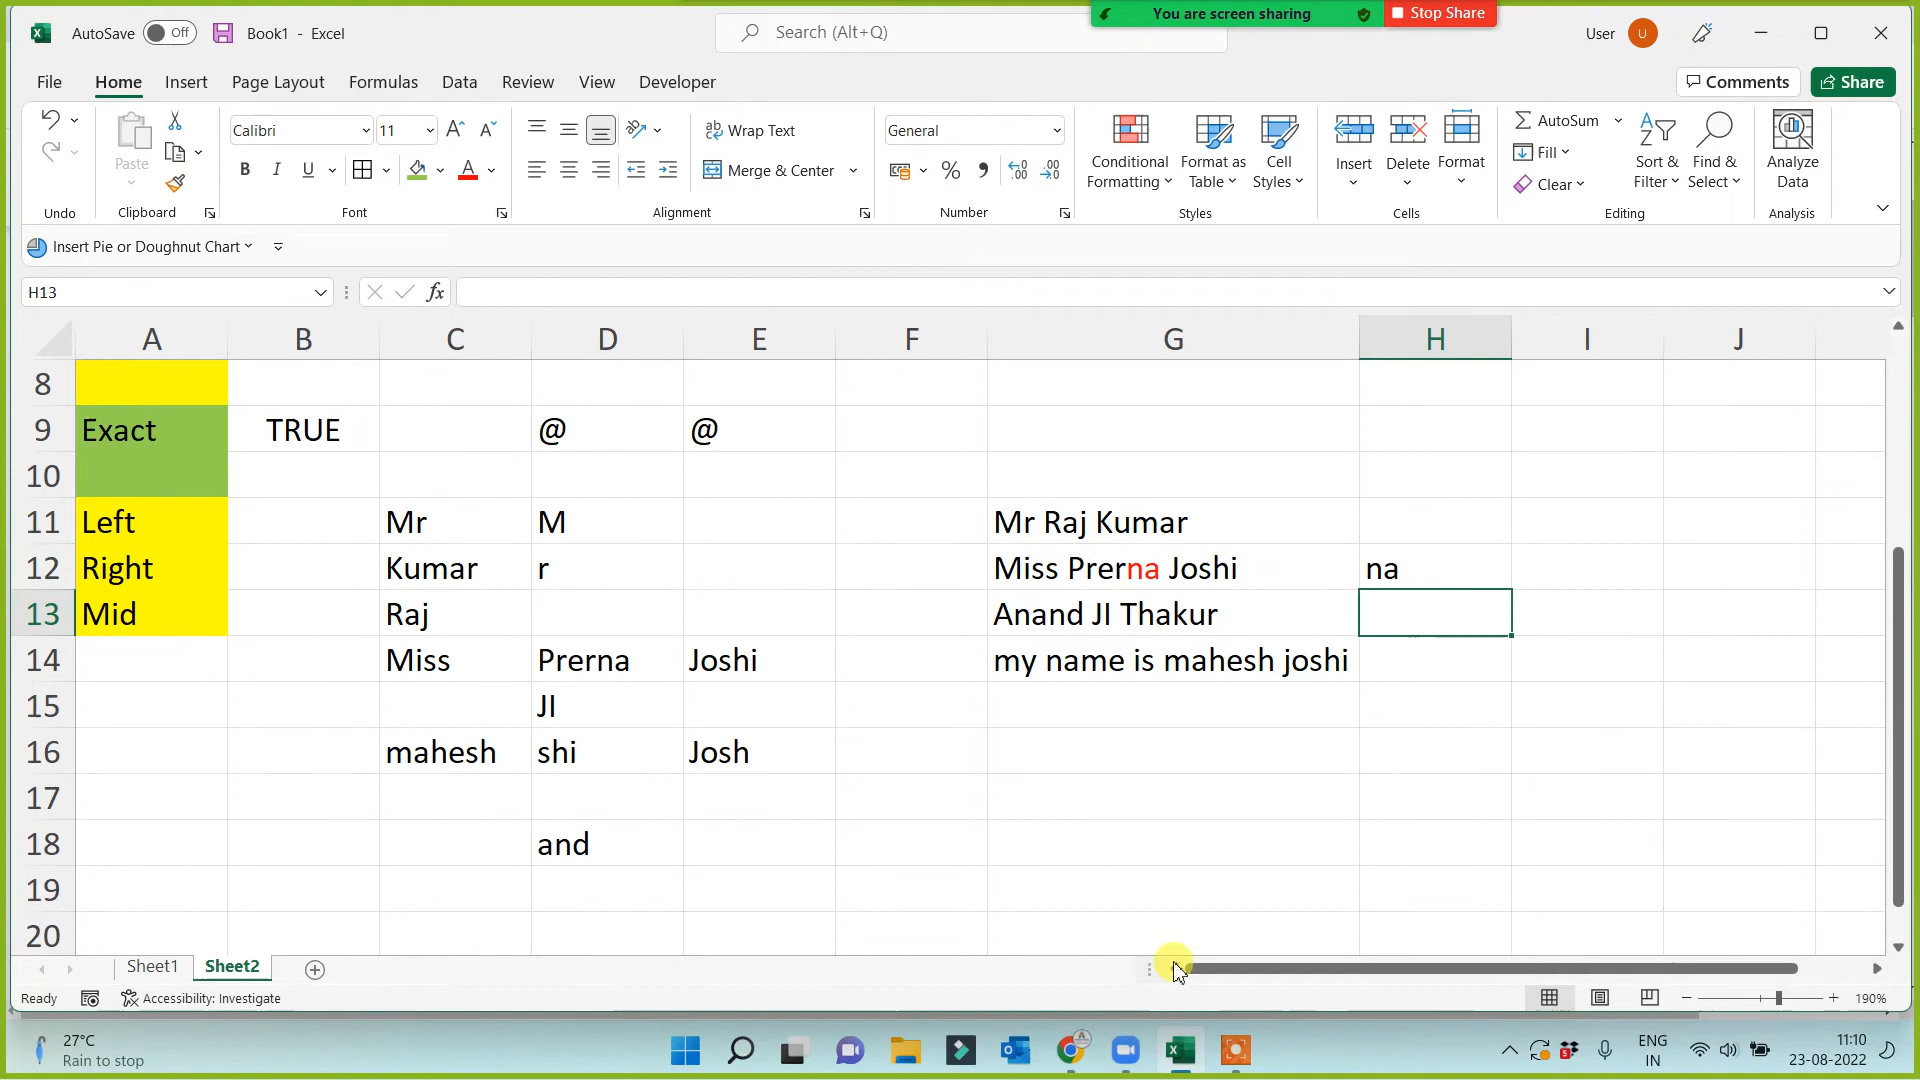 You are screen sharing
Stop Share
AutoSave Off Book1 - Excel
Search (Alt+Q)
User U
File Home Insert Page Layout Formulas Data Review View Developer
Comments Share
Paste
Calibri 11
B I U
Wrap Text
Merge & Center
General
Conditional Formatting
Format as Table
Cell Styles
Insert Delete Format
AutoSum
Fill
Clear
Sort & Filter
Find & Select
Analyze Data
Undo Clipboard Font Alignment Number Styles Cells Editing Analysis
Insert Pie or Doughnut Chart
H13 fx
A B C D E F G H I J
8
9 Exact TRUE @ @
10
11 Left Mr M Mr Raj Kumar
12 Right Kumar r Miss Prerna Joshi na
13 Mid Raj Anand JI Thakur
14 Miss Prerna Joshi my name is mahesh joshi
15 JI
16 mahesh shi Josh
17
18 and
19
20
Sheet1 Sheet2
Ready Accessibility: Investigate 190%
27°C
Rain to stop
ENG
IN
11:10
23-08-2022